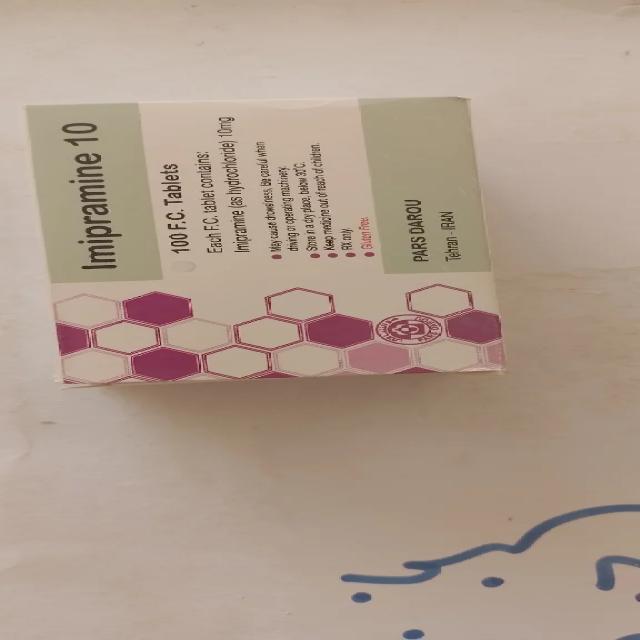 Imipramine 10
100 F.C. Tablets
Each F.C. tablet contains:
Imipramine (as hydrochloride) 10mg
May cause drowsiness. Be careful when
driving or operating machinery.
Store in a dry place, below 30°C.
Keep medicine out of reach of children.
RX only.
Gluten Free.
PARS DAROU
Tehran - IRAN